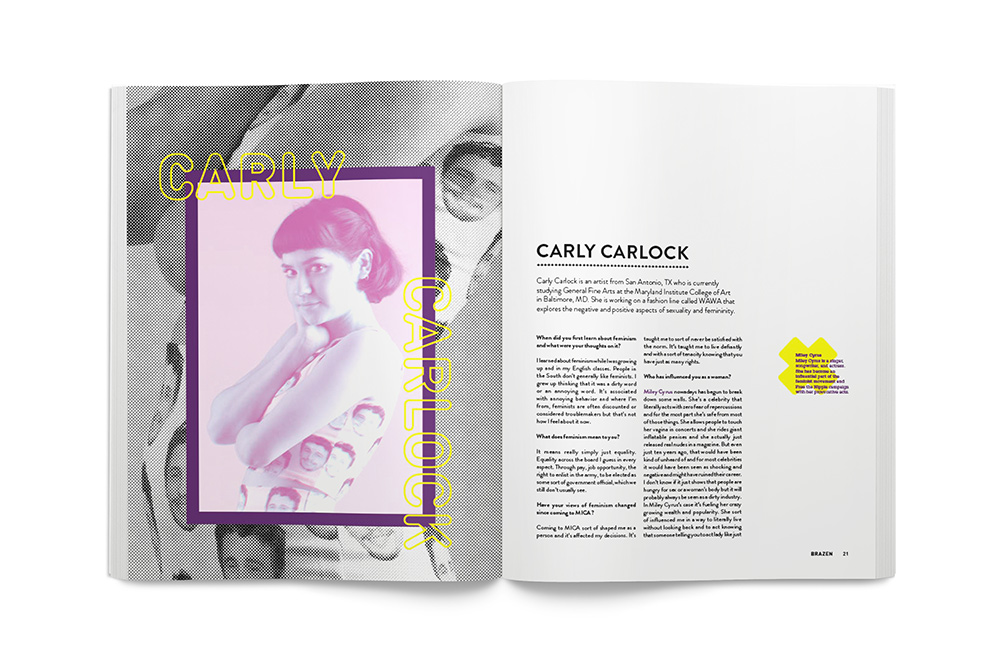 CARLY
CARLOCK
CARLY CARLOCK
Carly Carlock is an artist from San Antonio, TX who is currently
studying General Fine Arts at the Maryland Institute College of Art
in Baltimore, MD. She is working on a fashion line called WAWA that
explores the negative and positive aspects of sexuality and femininity.
When did you first learn about feminism
and what were your thoughts on it?
I learned about feminism while I was growing
up and in my English classes. People in
the South don't generally like feminists. I
grew up thinking that it was a dirty word
or an annoying word. It's associated
with annoying behavior and where I'm
from, feminists are often discounted or
considered troublemakers but that's not
how I feel about it now.
What does feminism mean to you?
It means really simply just equality.
Equality across the board I guess in every
aspect. Through pay, job opportunity, the
right to enlist in the army, to be elected as
some sort of government official, which we
still don't usually see.
Have your views of feminism changed
since coming to MICA?
Coming to MICA sort of shaped me as a
person and it's affected my decisions. It's
taught me to sort of never be satisfied with
the norm. It's taught me to live defiantly
and with a sort of tenacity knowing that you
have just as many rights.
Who has influenced you as a woman?
Miley Cyrus nowadays has begun to break
down some walls. She's a celebrity that
literally acts with zero fear of repercussions
and for the most part she's safe from most
of those things. She allows people to touch
her vagina in concerts and she rides giant
inflatable penises and she actually just
released real nudes in a magazine. But even
just ten years ago, that would have been
kind of unheard of and for most celebrities
it would have been seen as shocking and
negative and might have ruined their career.
I don't know if it just shows that people are
hungry for sex or a woman's body but it will
probably always be seen as a dirty industry.
In Miley Cyrus's case it's fueling her crazy
growing wealth and popularity. She sort
of influenced me in a way to literally live
without looking back and to act knowing
that someone telling you to act lady like just
Miley Cyrus
Miley Cyrus is a singer,
songwriter, and actress.
She has become an
influential part of the
feminist movement and
Free the Nipple campaign
with her provocative acts.
BRAZEN 21